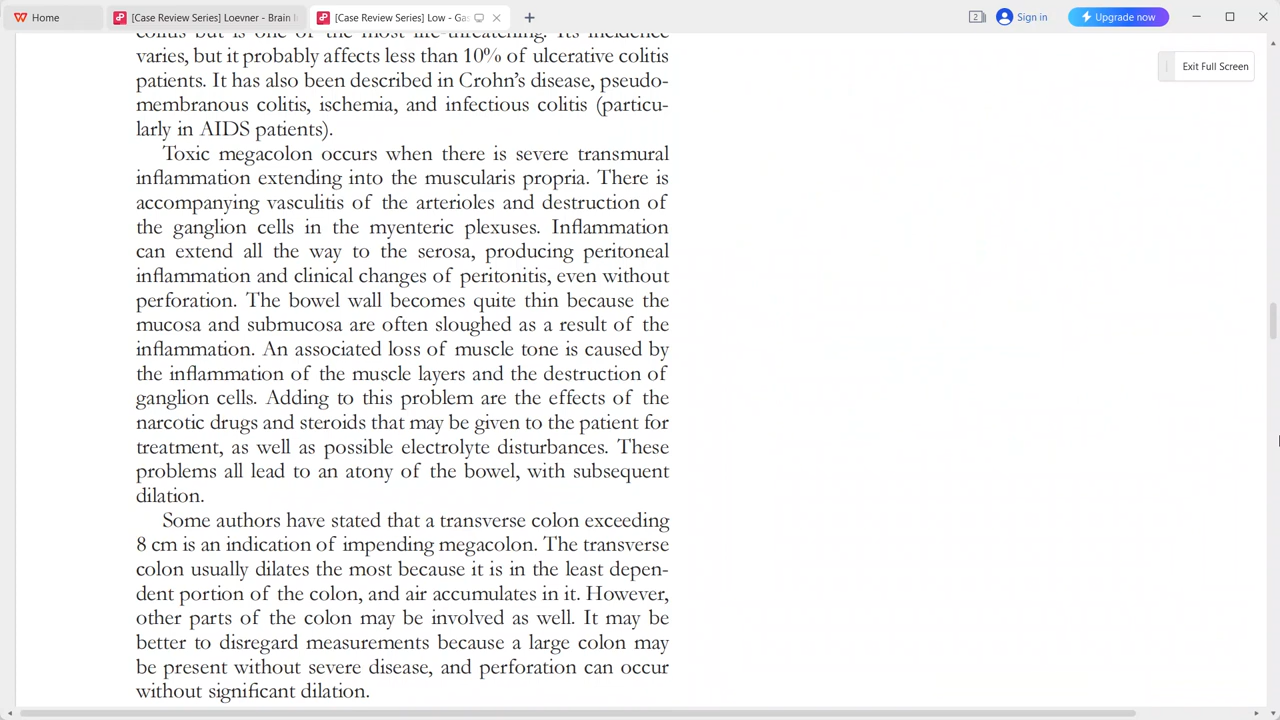 Home
[Case Review Series] Loevner - Brain I
[Case Review Series] Low - Gas
2
Sign in
Upgrade now
Exit Full Screen
colitis but is one of the most life-threatening. Its incidence
varies, but it probably affects less than 10% of ulcerative colitis
patients. It has also been described in Crohn's disease, pseudo-
membranous colitis, ischemia, and infectious colitis (particu-
larly in AIDS patients).
Toxic megacolon occurs when there is severe transmural
inflammation extending into the muscularis propria. There is
accompanying vasculitis of the arterioles and destruction of
the ganglion cells in the myenteric plexuses. Inflammation
can extend all the way to the serosa, producing peritoneal
inflammation and clinical changes of peritonitis, even without
perforation. The bowel wall becomes quite thin because the
mucosa and submucosa are often sloughed as a result of the
inflammation. An associated loss of muscle tone is caused by
the inflammation of the muscle layers and the destruction of
ganglion cells. Adding to this problem are the effects of the
narcotic drugs and steroids that may be given to the patient for
treatment, as well as possible electrolyte disturbances. These
problems all lead to an atony of the bowel, with subsequent
dilation.
Some authors have stated that a transverse colon exceeding
8 cm is an indication of impending megacolon. The transverse
colon usually dilates the most because it is in the least depen-
dent portion of the colon, and air accumulates in it. However,
other parts of the colon may be involved as well. It may be
better to disregard measurements because a large colon may
be present without severe disease, and perforation can occur
without significant dilation.